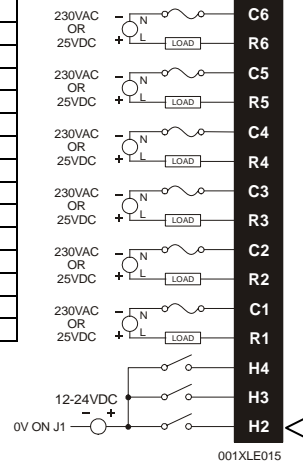 230VAC − N C6
OR
25VDC + L LOAD R6
230VAC − N C5
OR
25VDC + L LOAD R5
230VAC − N C4
OR
25VDC + L LOAD R4
230VAC − N C3
OR
25VDC + L LOAD R3
230VAC − N C2
OR
25VDC + L LOAD R2
230VAC − N C1
OR
25VDC + L LOAD R1
H4
12-24VDC H3
− +
0V ON J1 H2
001XLE015